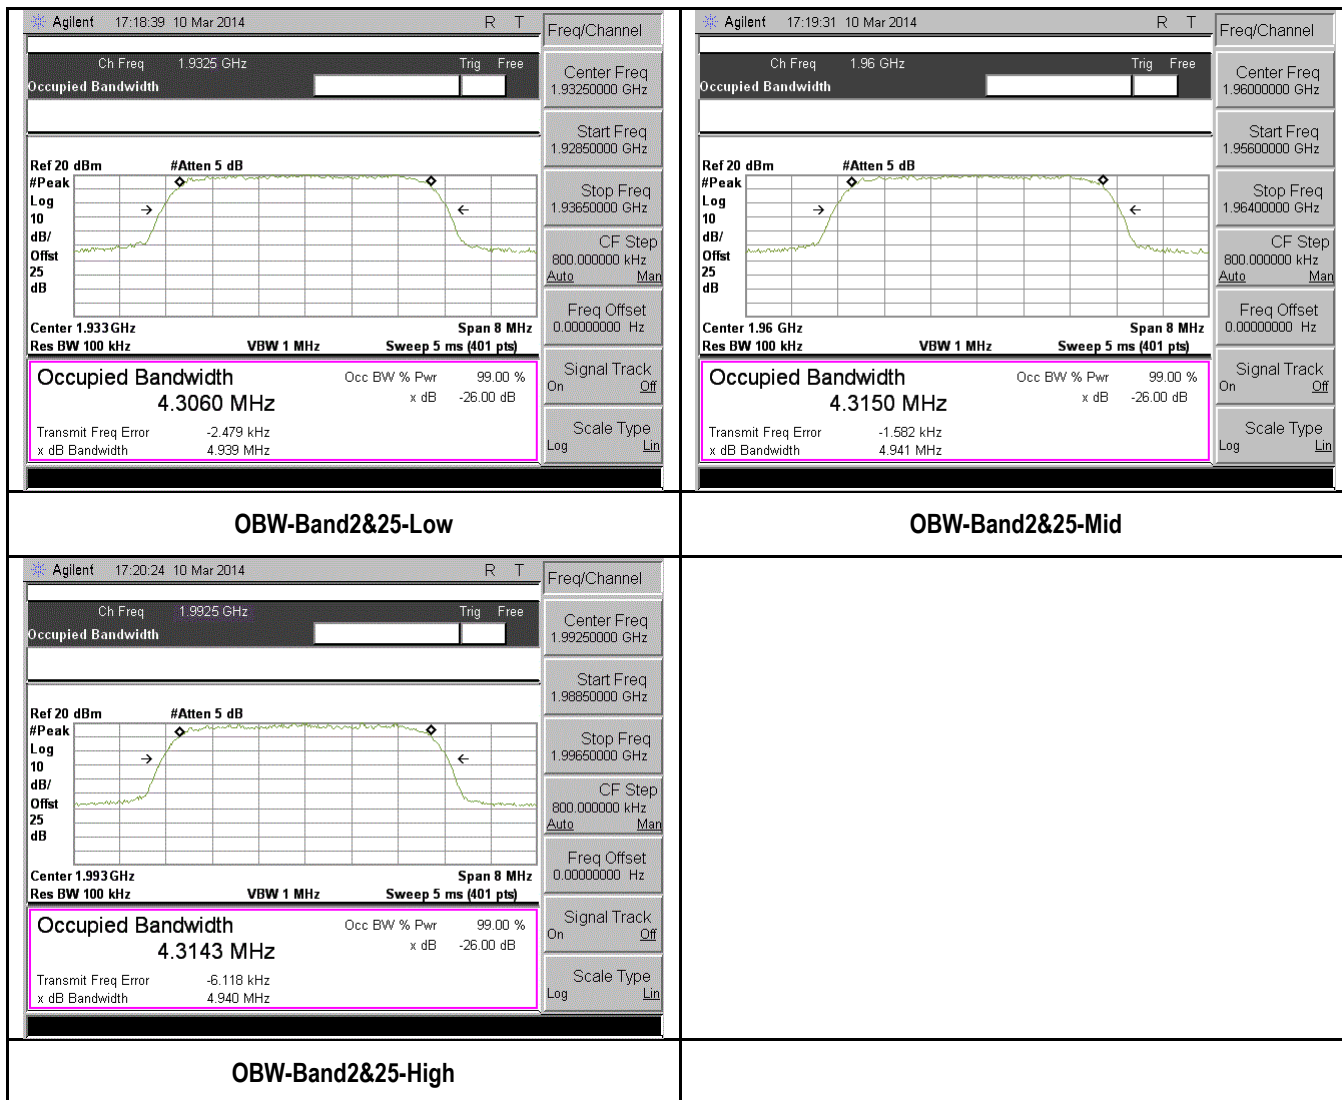 Agilent 17:18:39 10 Mar 2014 R T
Freq/Channel
Ch Freq 1.9325 GHz Trig Free
Occupied Bandwidth
Center Freq
1.93250000 GHz
Start Freq
1.92850000 GHz
Ref 20 dBm #Atten 5 dB
#Peak
Log
10
dB/
Offst
25
dB
Stop Freq
1.93650000 GHz
CF Step
800.000000 kHz
Auto Man
Freq Offset
0.00000000 Hz
Center 1.933 GHz Span 8 MHz
Res BW 100 kHz VBW 1 MHz Sweep 5 ms (401 pts)
Signal Track
On Off
Occupied Bandwidth Occ BW % Pwr 99.00 %
4.3060 MHz x dB -26.00 dB
Transmit Freq Error -2.479 kHz
x dB Bandwidth 4.939 MHz
Scale Type
Log Lin
OBW-Band2&25-Low
Agilent 17:19:31 10 Mar 2014 R T
Freq/Channel
Ch Freq 1.96 GHz Trig Free
Occupied Bandwidth
Center Freq
1.96000000 GHz
Start Freq
1.95600000 GHz
Ref 20 dBm #Atten 5 dB
#Peak
Log
10
dB/
Offst
25
dB
Stop Freq
1.96400000 GHz
CF Step
800.000000 kHz
Auto Man
Freq Offset
0.00000000 Hz
Center 1.96 GHz Span 8 MHz
Res BW 100 kHz VBW 1 MHz Sweep 5 ms (401 pts)
Signal Track
On Off
Occupied Bandwidth Occ BW % Pwr 99.00 %
4.3150 MHz x dB -26.00 dB
Transmit Freq Error -1.582 kHz
x dB Bandwidth 4.941 MHz
Scale Type
Log Lin
OBW-Band2&25-Mid
Agilent 17:20:24 10 Mar 2014 R T
Freq/Channel
Ch Freq 1.9925 GHz Trig Free
Occupied Bandwidth
Center Freq
1.99250000 GHz
Start Freq
1.98850000 GHz
Ref 20 dBm #Atten 5 dB
#Peak
Log
10
dB/
Offst
25
dB
Stop Freq
1.99650000 GHz
CF Step
800.000000 kHz
Auto Man
Freq Offset
0.00000000 Hz
Center 1.993 GHz Span 8 MHz
Res BW 100 kHz VBW 1 MHz Sweep 5 ms (401 pts)
Signal Track
On Off
Occupied Bandwidth Occ BW % Pwr 99.00 %
4.3143 MHz x dB -26.00 dB
Transmit Freq Error -6.118 kHz
x dB Bandwidth 4.940 MHz
Scale Type
Log Lin
OBW-Band2&25-High